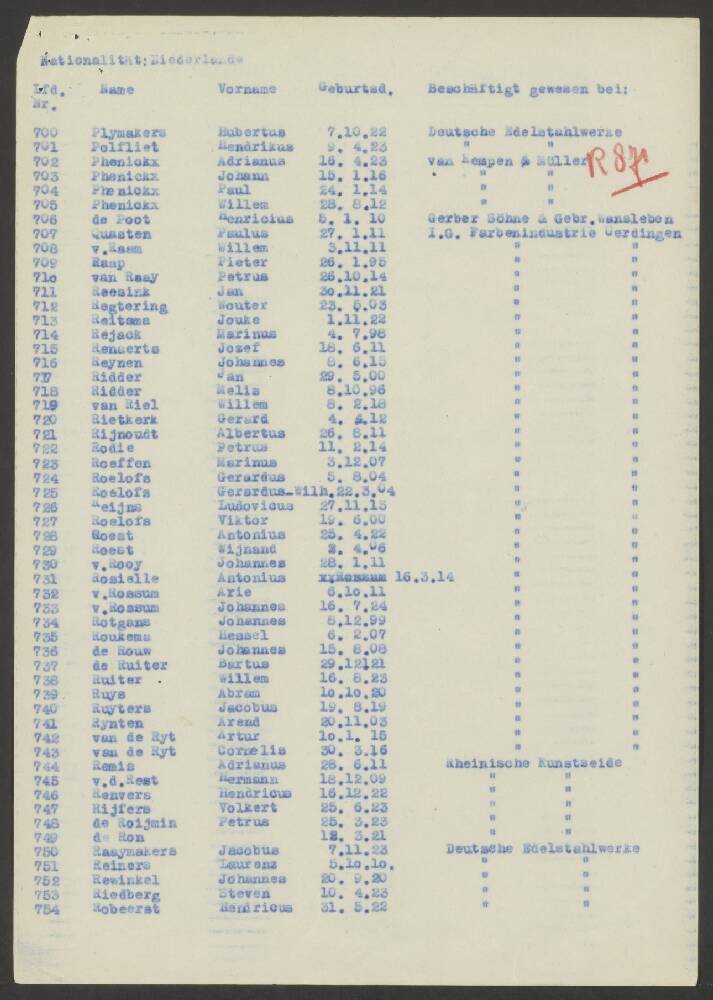 Nationalität: Niederlande
Lfd. Name Vorname Geburtsd. Beschäftigt gewesen bei:
Nr.
700 Plymakers Hubertus 7.10.22 Deutsche Edelstahlwerke
701 Polfliet Hendrikus 9. 4.23 " "
702 Phenickx Adrianus 16. 4.23 van Kempen & Müller R 871
703 Phenickx Johann 15. 1.16 " "
704 Phenickx Paul 24. 1.14 " "
705 Phenickx Willem 28. 8.12 " "
706 de Poot Henricius 5. 1. 10 Gerber Söhne & Gebr. Wansleben
707 Quasten Paulus 27. 1.11 I.G. Farbenindustrie Uerdingen
708 v.Raam Willem 3.11.11 " "
709 Raap Pieter 26. 1.95 " "
71o van Raay Petrus 26.10.14 " "
711 Reesink Jan 3o.11.21 " "
712 Regtering Wouter 23. 5.03 " "
713 Reitsma Jouke 1.11.22 " "
714 Rejack Marinus 4. 7.98 " "
715 Renaerts Jozef 18. 6.11 " "
716 Reynen Johannes 8. 6.15 " "
717 Ridder Jan 29. 5.00 " "
718 Ridder Melis 8.10.96 " "
719 van Riel Willem 8. 2.18 " "
720 Rietkerk Gerard 4. .12 " "
721 Rijnoudt Albertus 26. 8.11 " "
722 Rodie Petrus 11. 2.14 " "
723 Roeffen Marinus 3.12.07 " "
724 Roelofs Gerardus 5. 8.04 " "
725 Roelofs Gerardus-Wilh. 22.3.04 " "
726 Reijns Ludovicus 27.11.13 " "
727 Roelofs Viktor 19. 6.00 " "
728 Roest Antonius 25. 4.22 " "
729 Roest Wijnand 2. 4.06 " "
730 v.Rooy Johannes 28. 1.11 " "
731 Rosielle Antonius v.Rossum 16.3.14 " "
732 v.Rossum Arie 6.1o.11 " "
733 v.Rossum Johannes 16. 7.24 " "
734 Rotgans Johannes 8.12.99 " "
735 Roukema Hessel 6. 2.07 " "
736 de Rouw Johannes 15. 8.08 " "
737 de Ruiter Bartus 29.12.21 " "
738 Ruiter Willem 16. 8.23 " "
739 Ruys Abram 1o.1o.20 " "
740 Ruyters Jacobus 19. 8.19 " "
741 Rynten Arend 20.11.03 " "
742 van de Ryt Artur 1o.1. 15 " "
743 van de Ryt Cornelis 30. 3.16 " "
744 Remis Adrianus 28. 6.11 Rheinische Kunstseide
745 v.d.Rest Hermann 18.12.09 " "
746 Renvers Hendricus 16.12.22 " "
747 Rijfers Volkert 25. 6.23 " "
748 de Roijmin Petrus 25. 3.23 " "
749 de Ron 12. 3.21 " "
750 Raaymakers Jacobus 7.11.23 Deutsche Edelstahlwerke
751 Reiners Laurenz 5.1o.1o. " "
752 Rewinkel Johannes 20. 9.20 " "
753 Riedberg Steven 10. 4.23 " "
754 Robeerst Hendricus 31. 5.22 " "